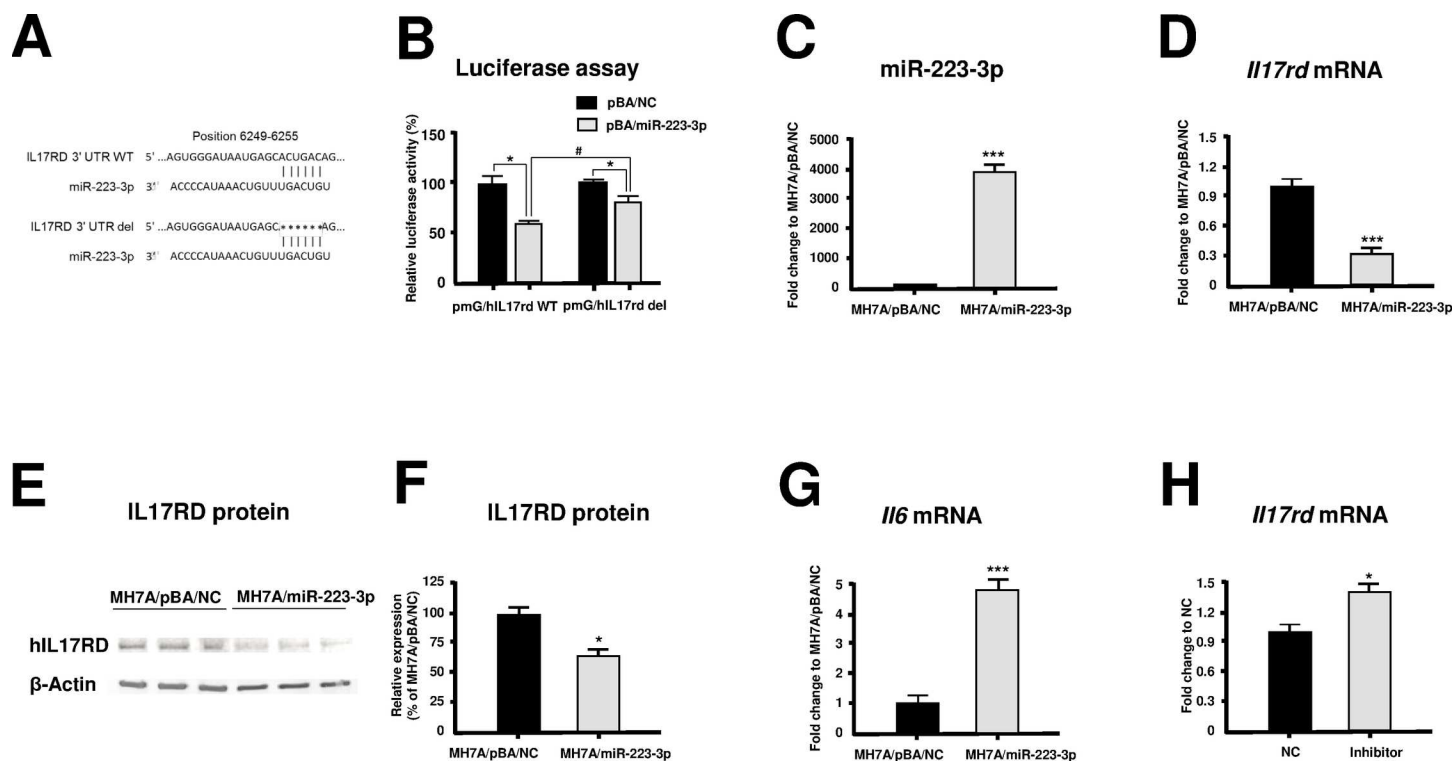 A
Position 6249-6255
IL17RD 3' UTR WT 5' ...AGUGGGAUAAUGAGCACUGACAG...
miR-223-3p 3' ACCCCAUAAACUGUUUGACUGU
IL17RD 3' UTR del 5' ...AGUGGGAUAAUGAGC.******AG...
miR-223-3p 3' ACCCCAUAAACUGUUUGACUGU
B
Luciferase assay
pBA/NC
pBA/miR-223-3p
Relative luciferase activity (%)
150
100
50
0
*
#
*
pmG/hIL17rd WT pmG/hIL17rd del
C
miR-223-3p
Fold change to MH7A/pBA/NC
5000
4000
3000
2000
1000
0
***
MH7A/pBA/NC MH7A/miR-223-3p
D
Il17rd mRNA
Fold change to MH7A/pBA/NC
1.5
1.2
0.9
0.6
0.3
0
***
MH7A/pBA/NC MH7A/miR-223-3p
E
IL17RD protein
MH7A/pBA/NC MH7A/miR-223-3p
hIL17RD
β-Actin
F
IL17RD protein
Relative expression
(% of MH7A/pBA/NC)
125
100
75
50
25
0
*
MH7A/pBA/NC MH7A/miR-223-3p
G
Il6 mRNA
Fold change to MH7A/pBA/NC
5
4
3
2
1
0
***
MH7A/pBA/NC MH7A/miR-223-3p
H
Il17rd mRNA
Fold change to NC
1.5
1.2
0.9
0.6
0.3
0
*
NC Inhibitor